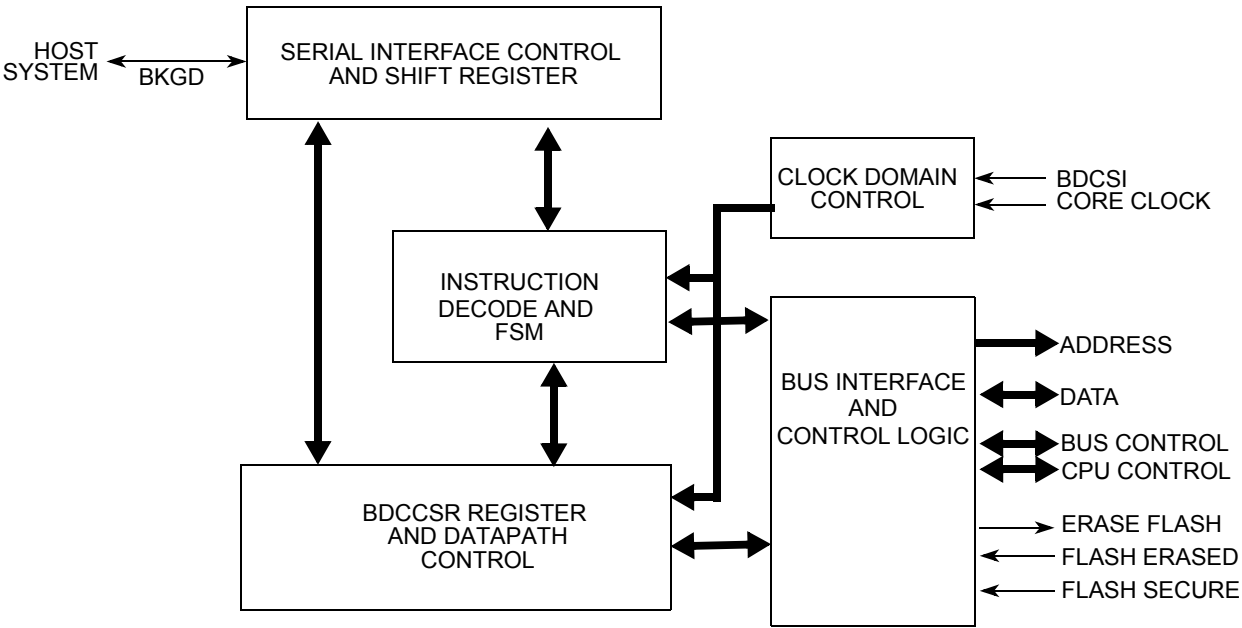 HOST
SYSTEM
BKGD
SERIAL INTERFACE CONTROL
AND SHIFT REGISTER
CLOCK DOMAIN
CONTROL
BDCSI
CORE CLOCK
INSTRUCTION
DECODE AND
FSM
BUS INTERFACE
AND
CONTROL LOGIC
ADDRESS
DATA
BUS CONTROL
CPU CONTROL
ERASE FLASH
FLASH ERASED
FLASH SECURE
BDCCSR REGISTER
AND DATAPATH
CONTROL